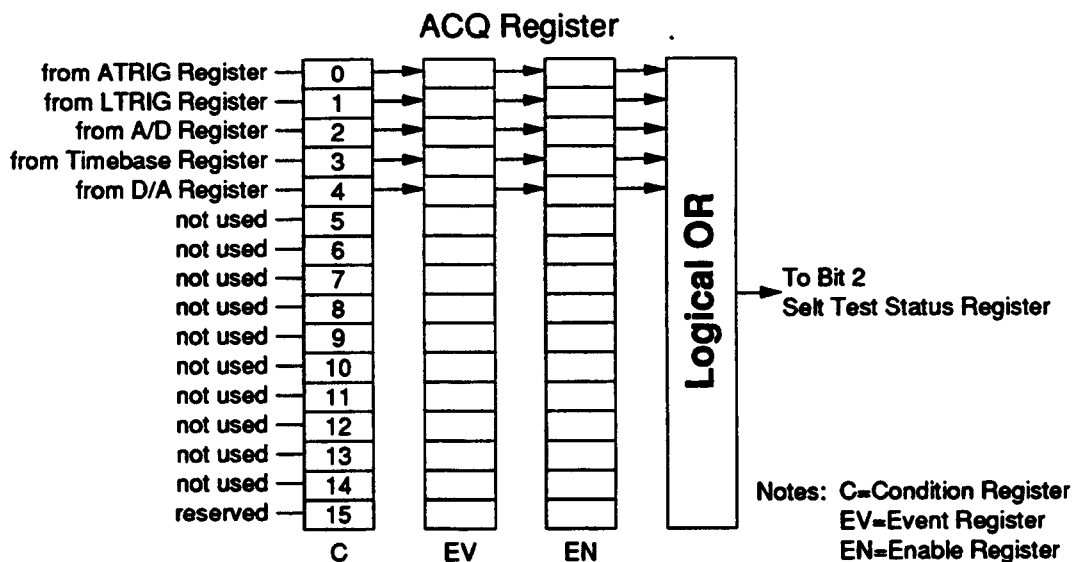 ACQ Register
from ATRIG Register 0
from LTRIG Register 1
from A/D Register 2
from Timebase Register 3
from D/A Register 4
not used 5
not used 6
not used 7
not used 8
not used 9
not used 10
not used 11
not used 12
not used 13
not used 14
reserved 15
C EV EN
Logical OR
To Bit 2
Selt Test Status Register
Notes: C=Condition Register
EV=Event Register
EN=Enable Register